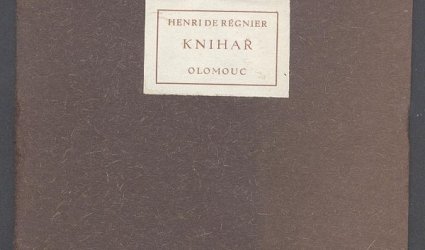 HENRI DE RÉGNIER
KNIHAŘ
OLOMOUC